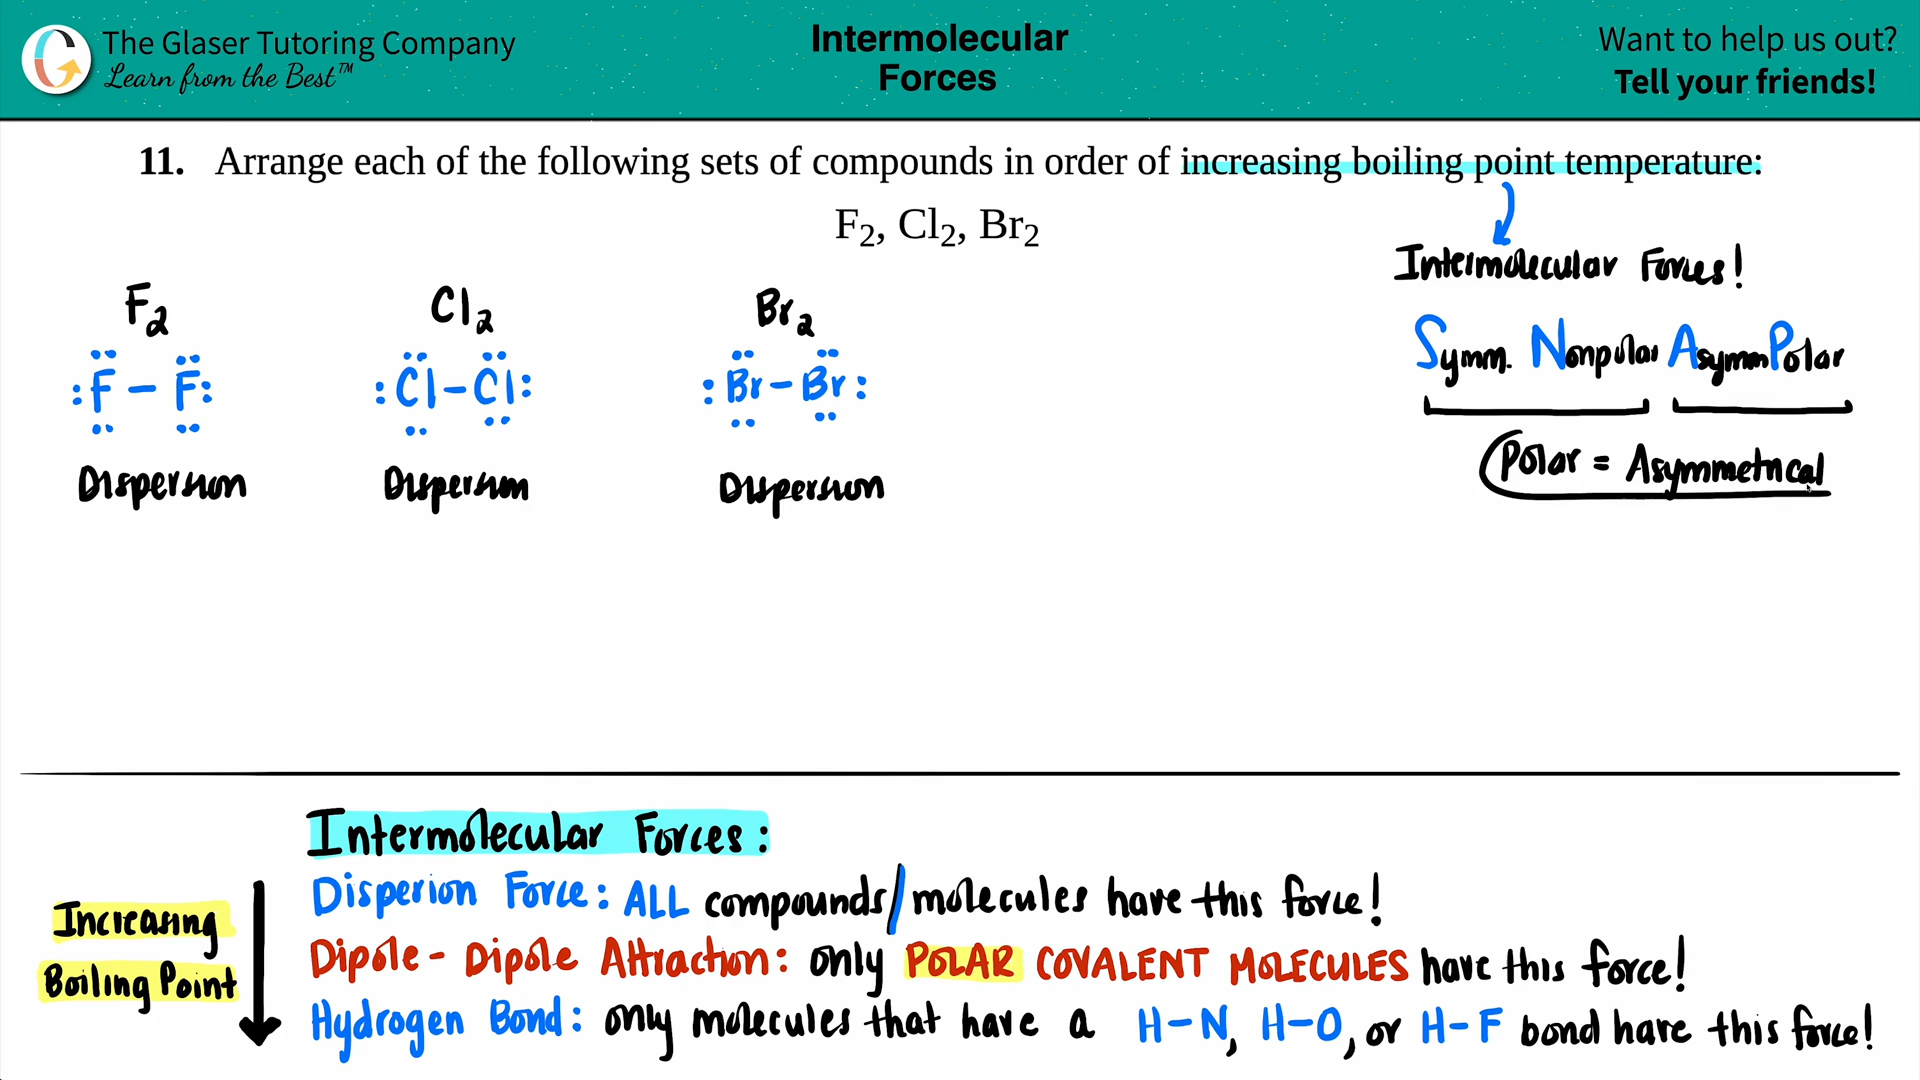 The Glaser Tutoring Company
Learn from the Best™
Intermolecular
Forces
Want to help us out?
Tell your friends!
11. Arrange each of the following sets of compounds in order of increasing boiling point temperature:
F₂, Cl₂, Br₂
Intermolecular Forces!
F₂ Cl₂ Br₂
Symm. Nonpolar AsymmPolar
:F̤̈ – F̤̈: :C̤̈l – C̤̈l: :B̤̈r – B̤̈r:
Polar = Asymmetrical
Dispersion Dispersion Dispersion
Intermolecular Forces:
Increasing
Boiling Point
Disperion Force: ALL compounds/molecules have this force!
Dipole - Dipole Attraction: only POLAR COVALENT MOLECULES have this force!
Hydrogen Bond: only molecules that have a H-N, H-O, or H-F bond have this force!